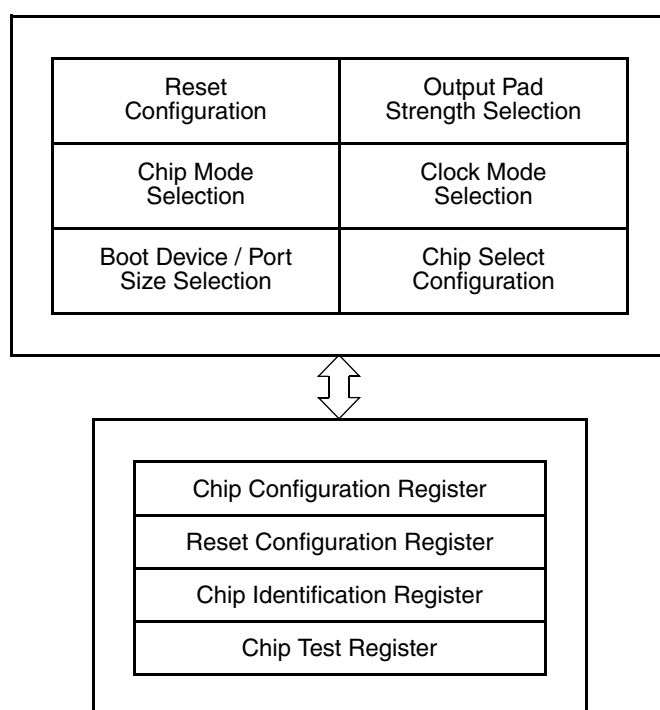 Reset
Configuration
Output Pad
Strength Selection
Chip Mode
Selection
Clock Mode
Selection
Boot Device / Port
Size Selection
Chip Select
Configuration
Chip Configuration Register
Reset Configuration Register
Chip Identification Register
Chip Test Register